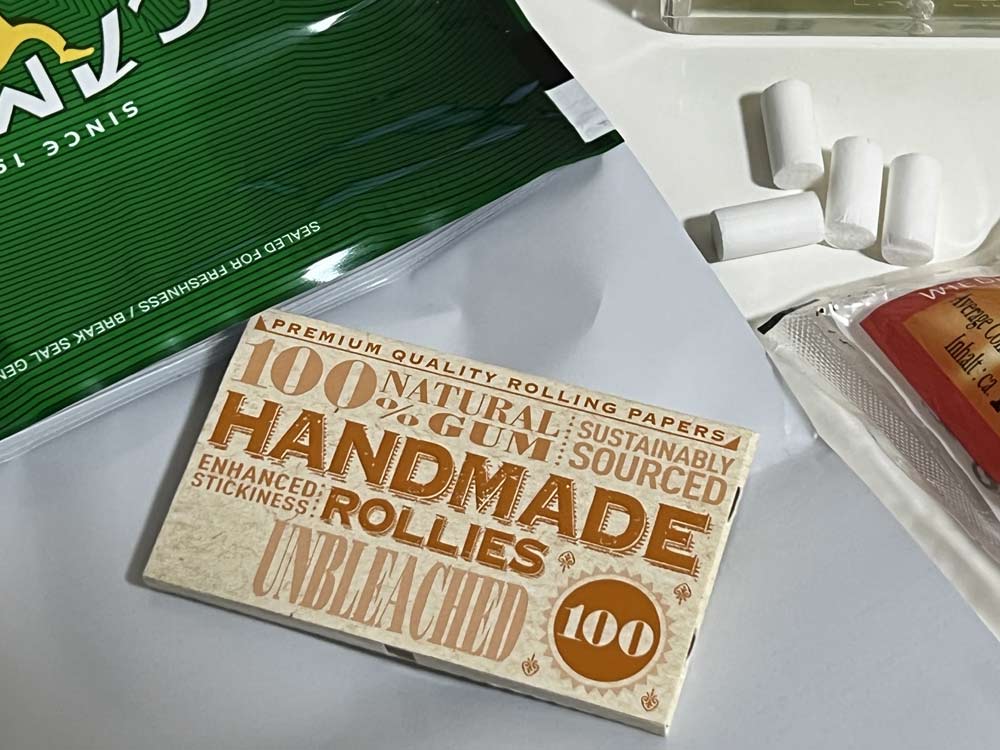 SINCE 19
SEALED FOR FRESHNESS / BREAK SEAL GEN
PREMIUM QUALITY ROLLING PAPERS
100% NATURAL GUM
SUSTAINABLY
SOURCED
HANDMADE
ENHANCED
STICKINESS
ROLLIES
UNBLEACHED
100
Average Co
Inhalt: ca.